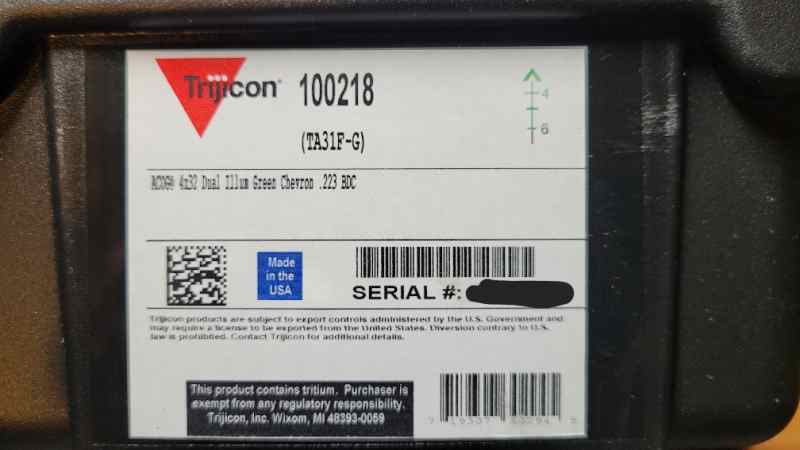 Trijicon® 100218
(TA31F-G)
4
6
ACOG® 4x32 Dual Illum Green Chevron .223 BDC
Made
in the
USA
SERIAL #:
Trijicon products are subject to export controls administered by the U.S. Government and
may require a license to be exported from the United States. Diversion contrary to U.S.
law is prohibited. Contact Trijicon for additional details.
This product contains tritium. Purchaser is
exempt from any regulatory responsibility.
Trijicon, Inc. Wixom, MI 48393-0059